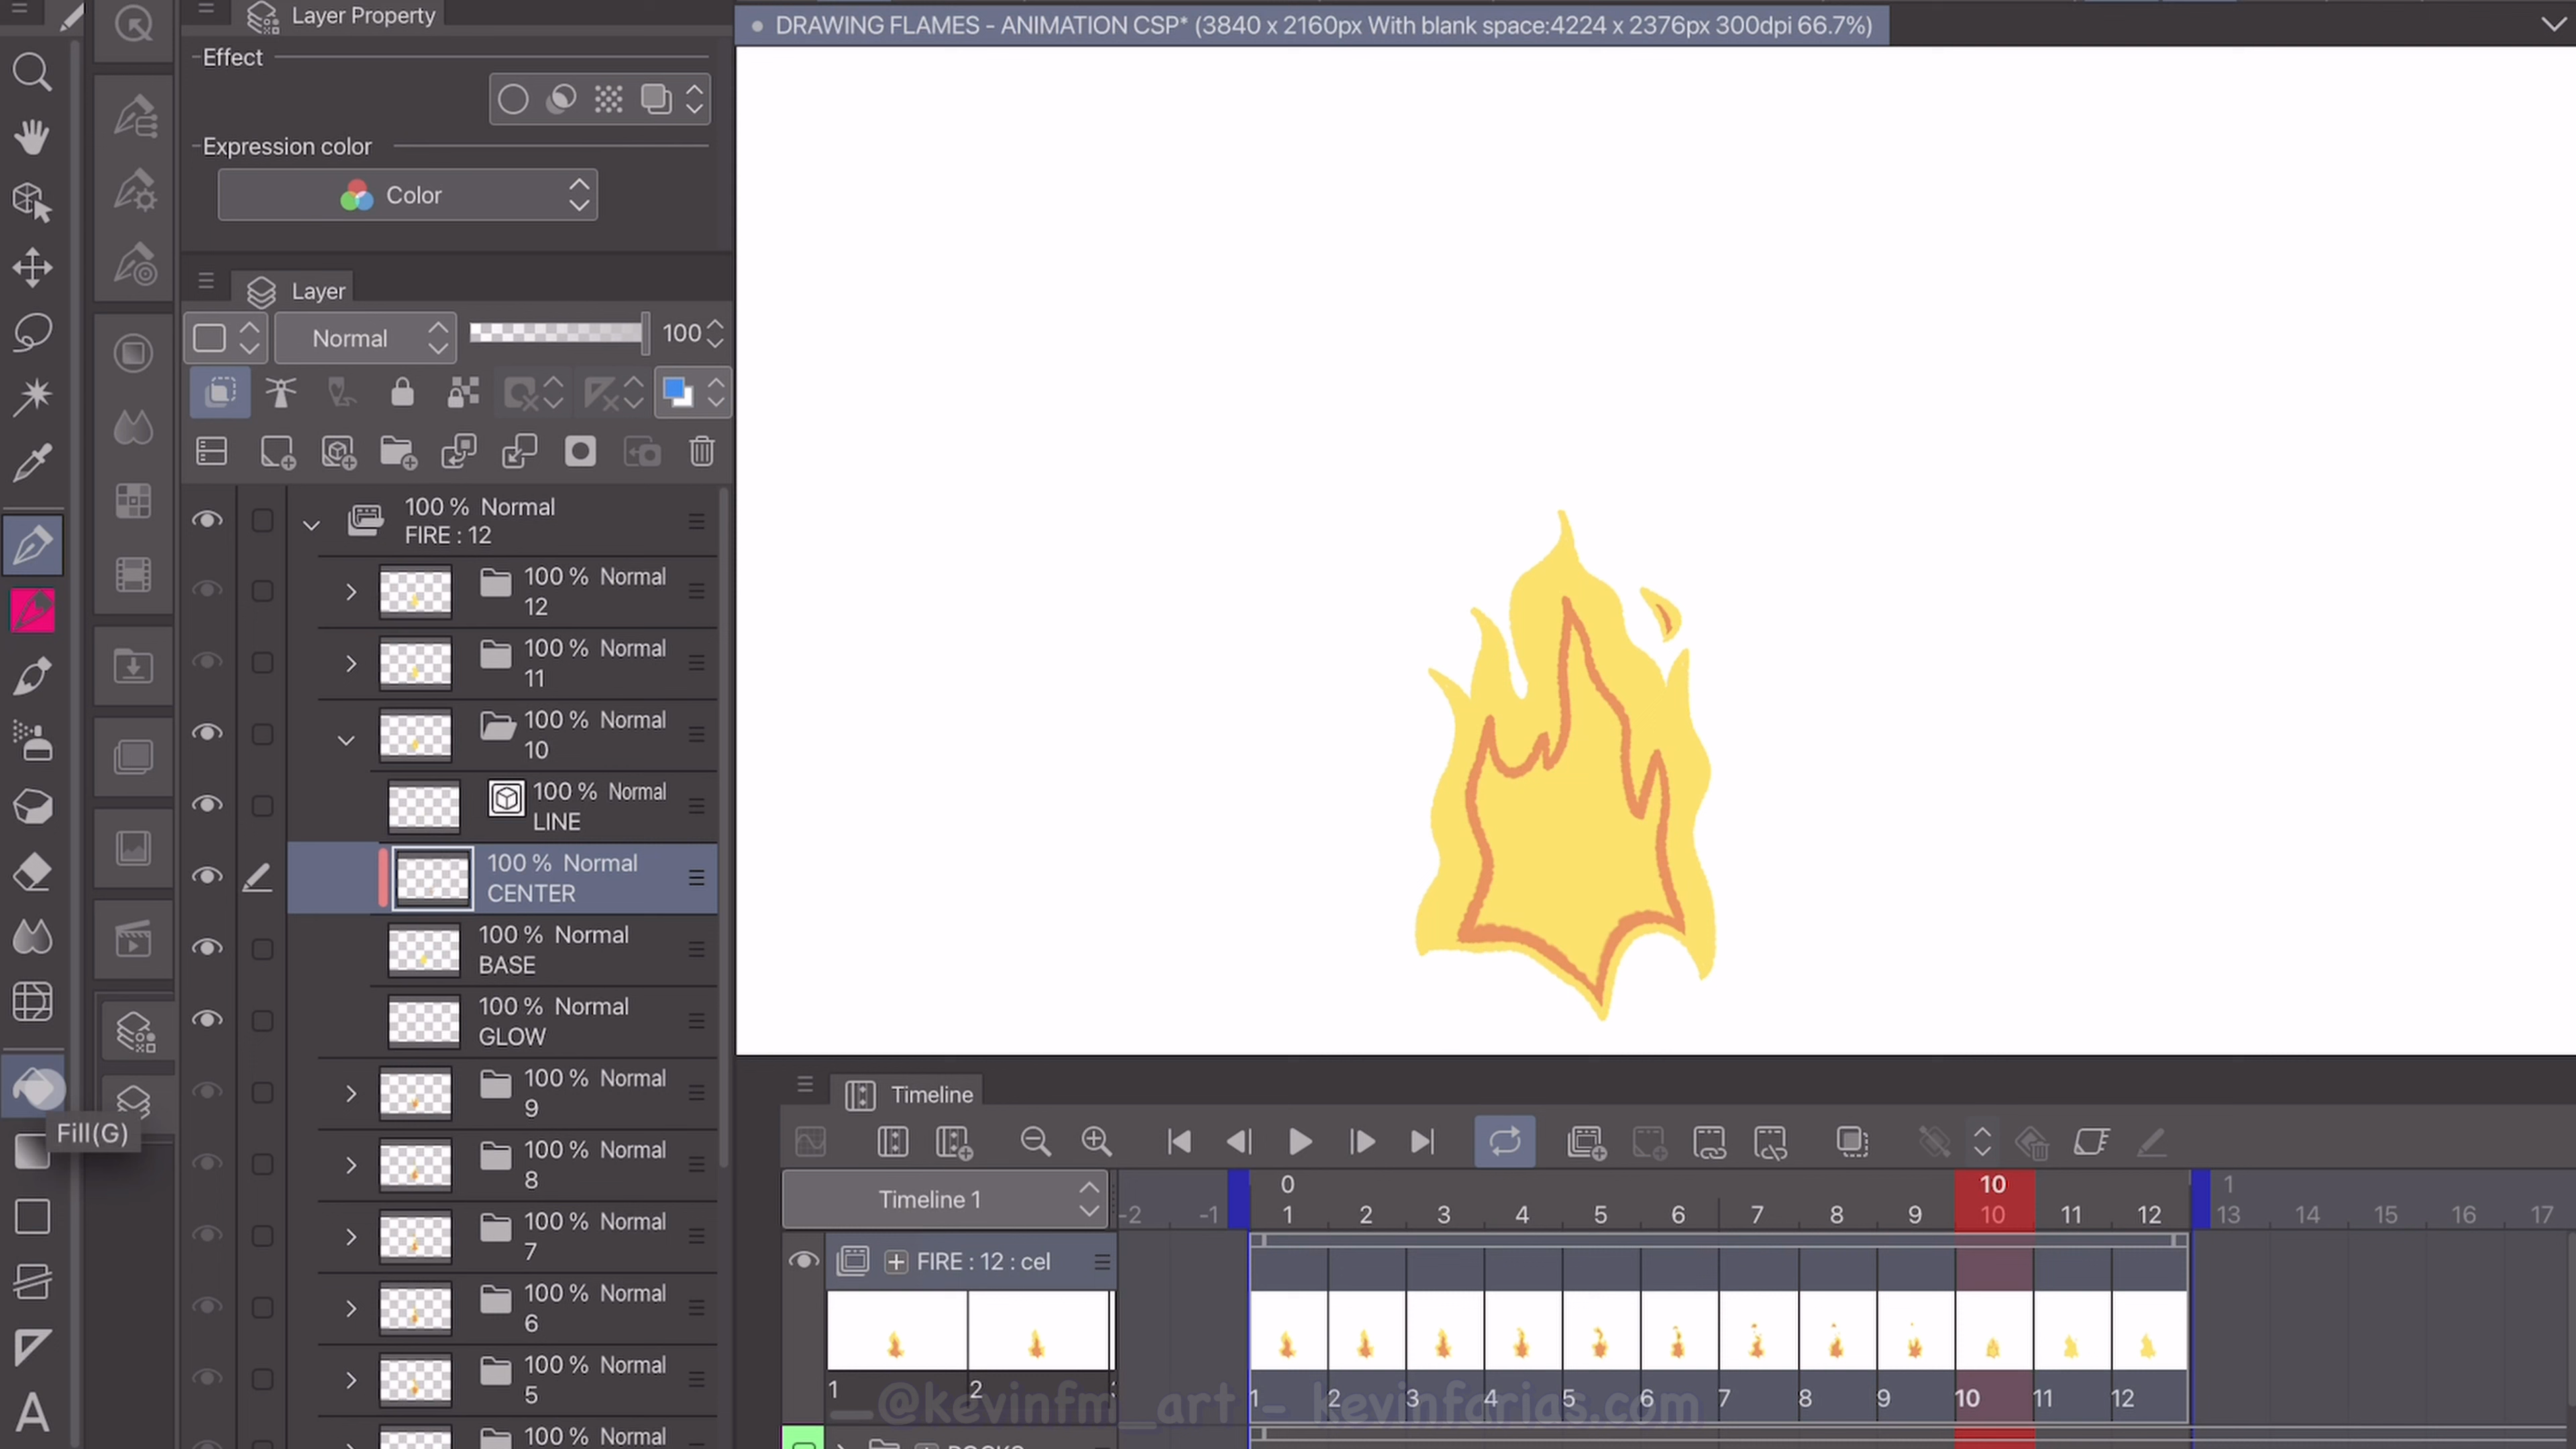 Layer Property
DRAWING FLAMES - ANIMATION CSP* (3840 x 2160px With blank space:4224 x 2376px 300dpi 66.7%)
Effect
Expression color
Color
Layer
Normal
100
100 % Normal
FIRE : 12
100 % Normal
12
100 % Normal
11
100 % Normal
10
100 % Normal
LINE
100 % Normal
CENTER
100 % Normal
BASE
100 % Normal
GLOW
100 % Normal
9
100 % Normal
8
100 % Normal
7
100 % Normal
6
100 % Normal
5
100 % Normal
Fill(G)
A
Timeline
Timeline 1
0 10 1
-2 -1 1 2 3 4 5 6 7 8 9 10 11 12 13 14 15 16 17
FIRE : 12 : cel
1 2
1 2 3 4 5 6 7 8 9 10 11 12
@kevinfm_art - kevinfarias.com